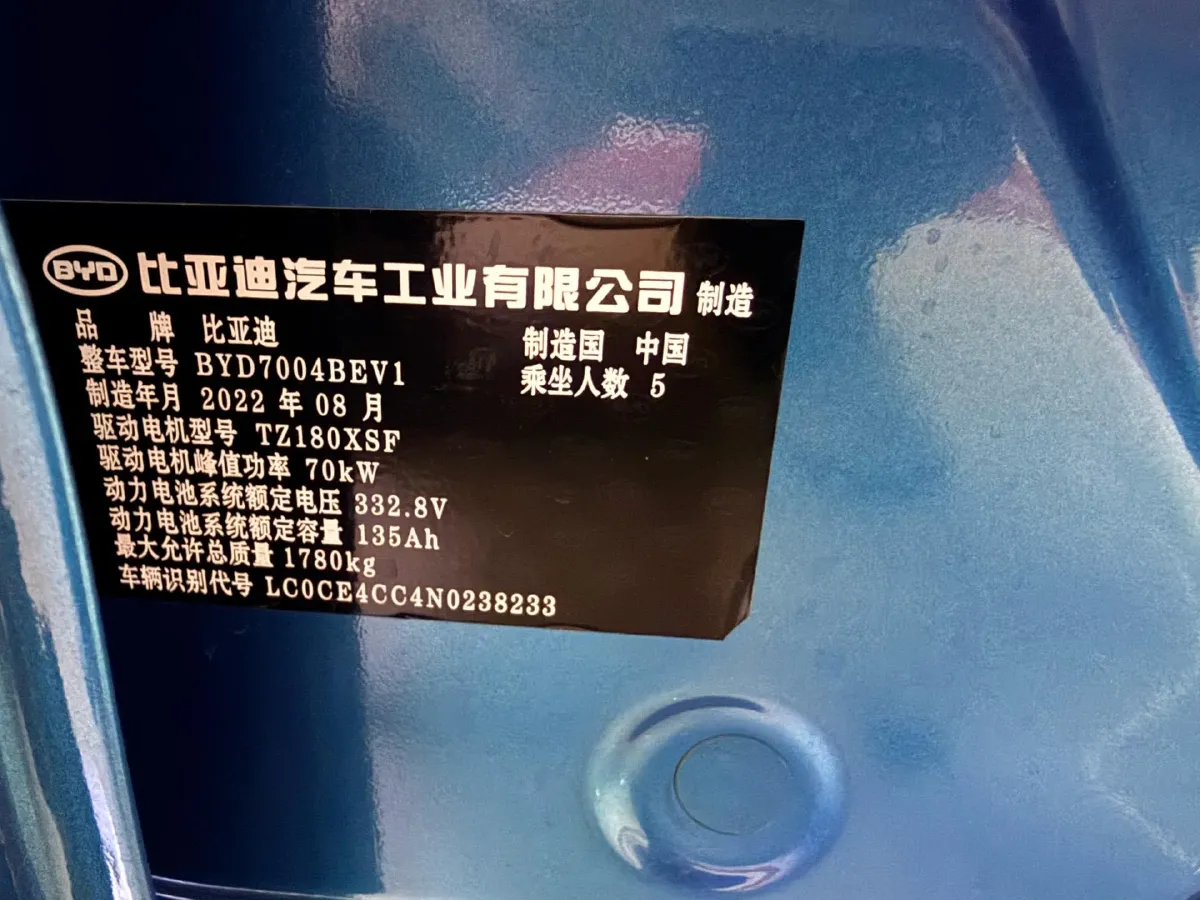 BYD 比亚迪汽车工业有限公司 制造
品 牌 比亚迪 制造国 中国
整车型号 BYD7004BEV1 乘坐人数 5
制造年月 2022 年 08 月
驱动电机型号 TZ180XSF
驱动电机峰值功率 70kW
动力电池系统额定电压 332.8V
动力电池系统额定容量 135Ah
最大允许总质量 1780kg
车辆识别代号 LC0CE4CC4N0238233